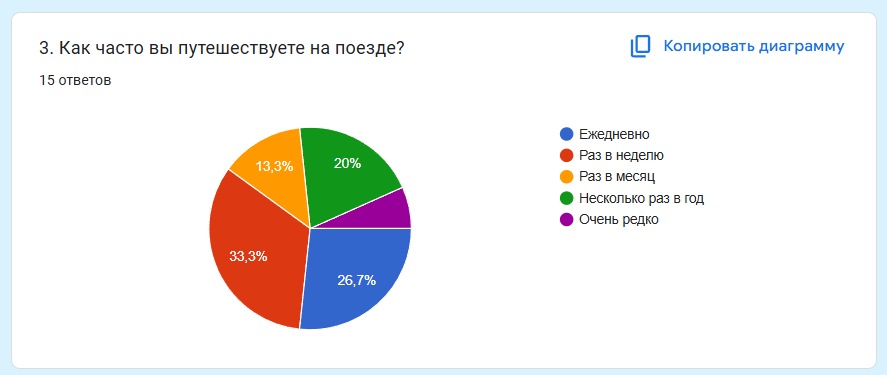 3. Как часто вы путешествуете на поезде?
Копировать диаграмму
15 ответов
13,3%
20%
33,3%
26,7%
Ежедневно
Раз в неделю
Раз в месяц
Несколько раз в год
Очень редко